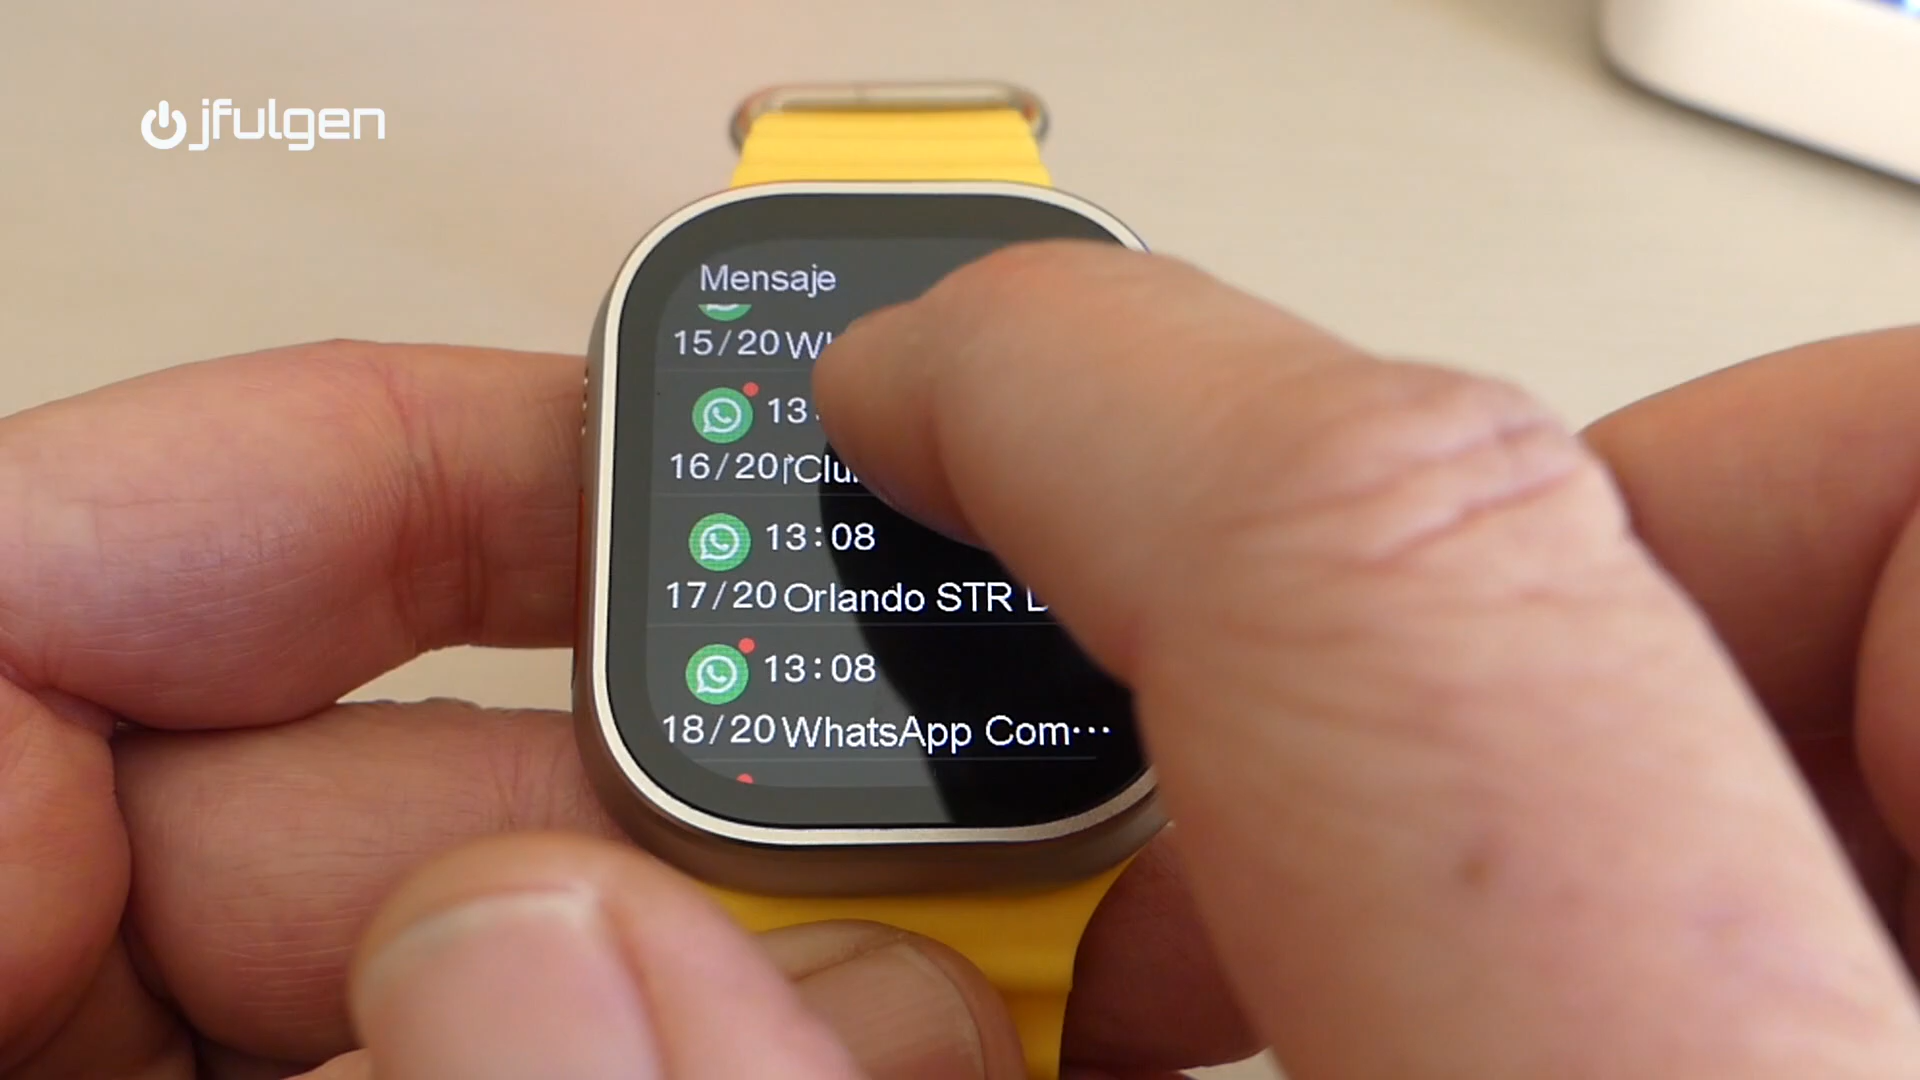 jfulgen
Mensaje
15/20
13
16/20
13:08
17/20 Orlando STR
13:08
18/20 WhatsApp Com···